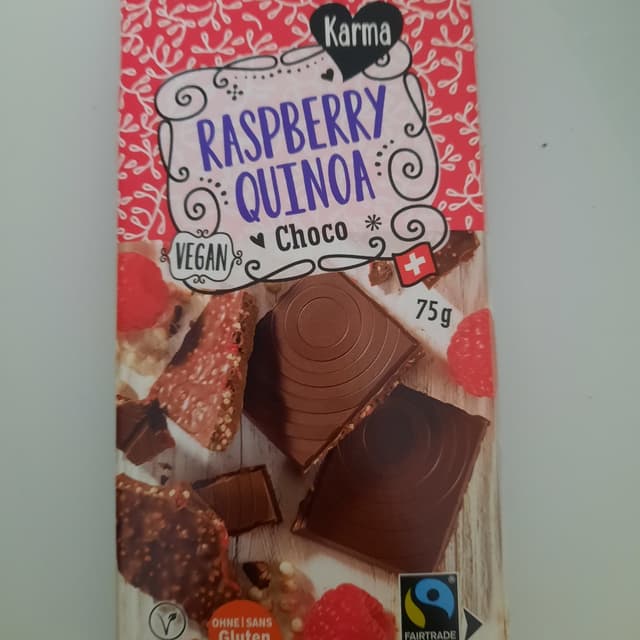 Karma
RASPBERRY
QUINOA
Choco
VEGAN
75g
OHNE | SANS
Gluten
FAIRTRADE